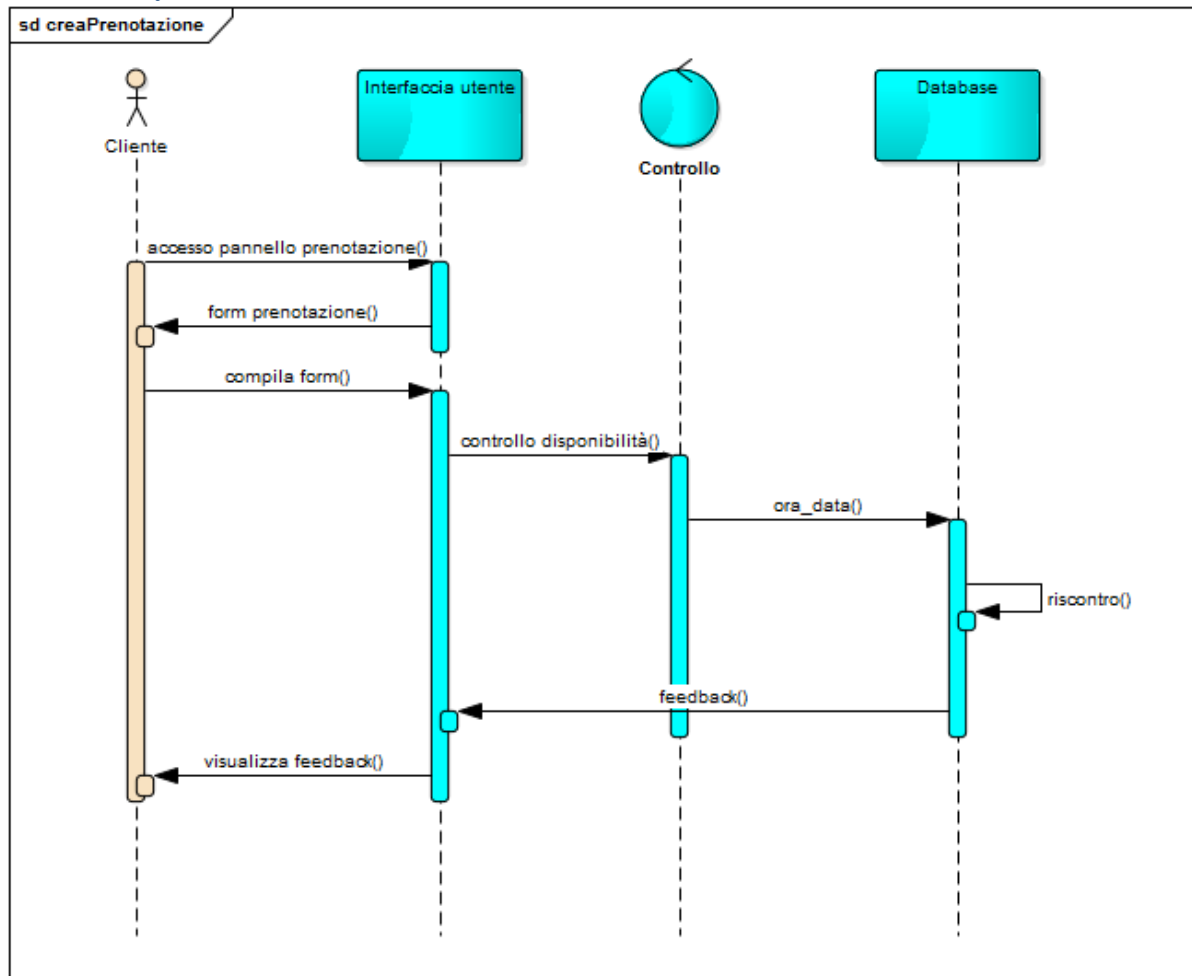 sd creaPrenotazione
Interfaccia utente
Database
Cliente
Controllo
accesso pannello prenotazione()
form prenotazione()
compila form()
controllo disponibilità()
ora_data()
riscontro()
feedback()
visualizza feedback()